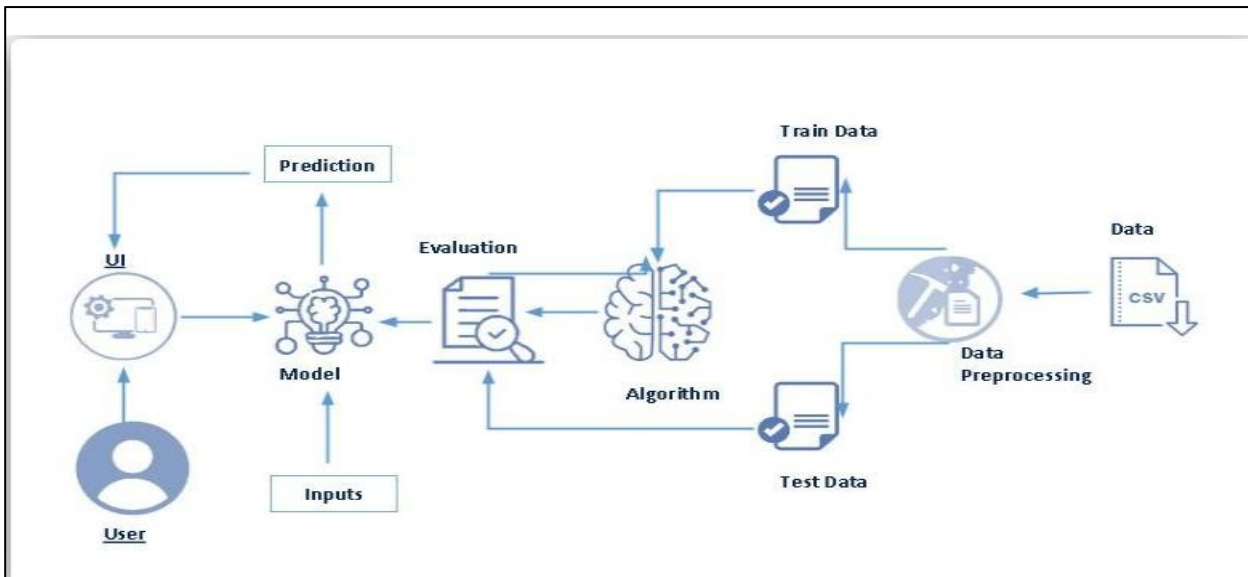 Train Data
Prediction
Data
Evaluation
UI
CSV
Model
Data
Preprocessing
Algorithm
Test Data
Inputs
User